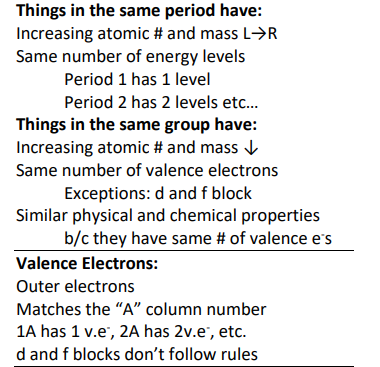 Things in the same period have:
Increasing atomic # and mass L→R
Same number of energy levels
Period 1 has 1 level
Period 2 has 2 levels etc…
Things in the same group have:
Increasing atomic # and mass ↓
Same number of valence electrons
Exceptions: d and f block
Similar physical and chemical properties
b/c they have same # of valence e⁻s
Valence Electrons:
Outer electrons
Matches the “A” column number
1A has 1 v.e⁻, 2A has 2v.e⁻, etc.
d and f blocks don’t follow rules